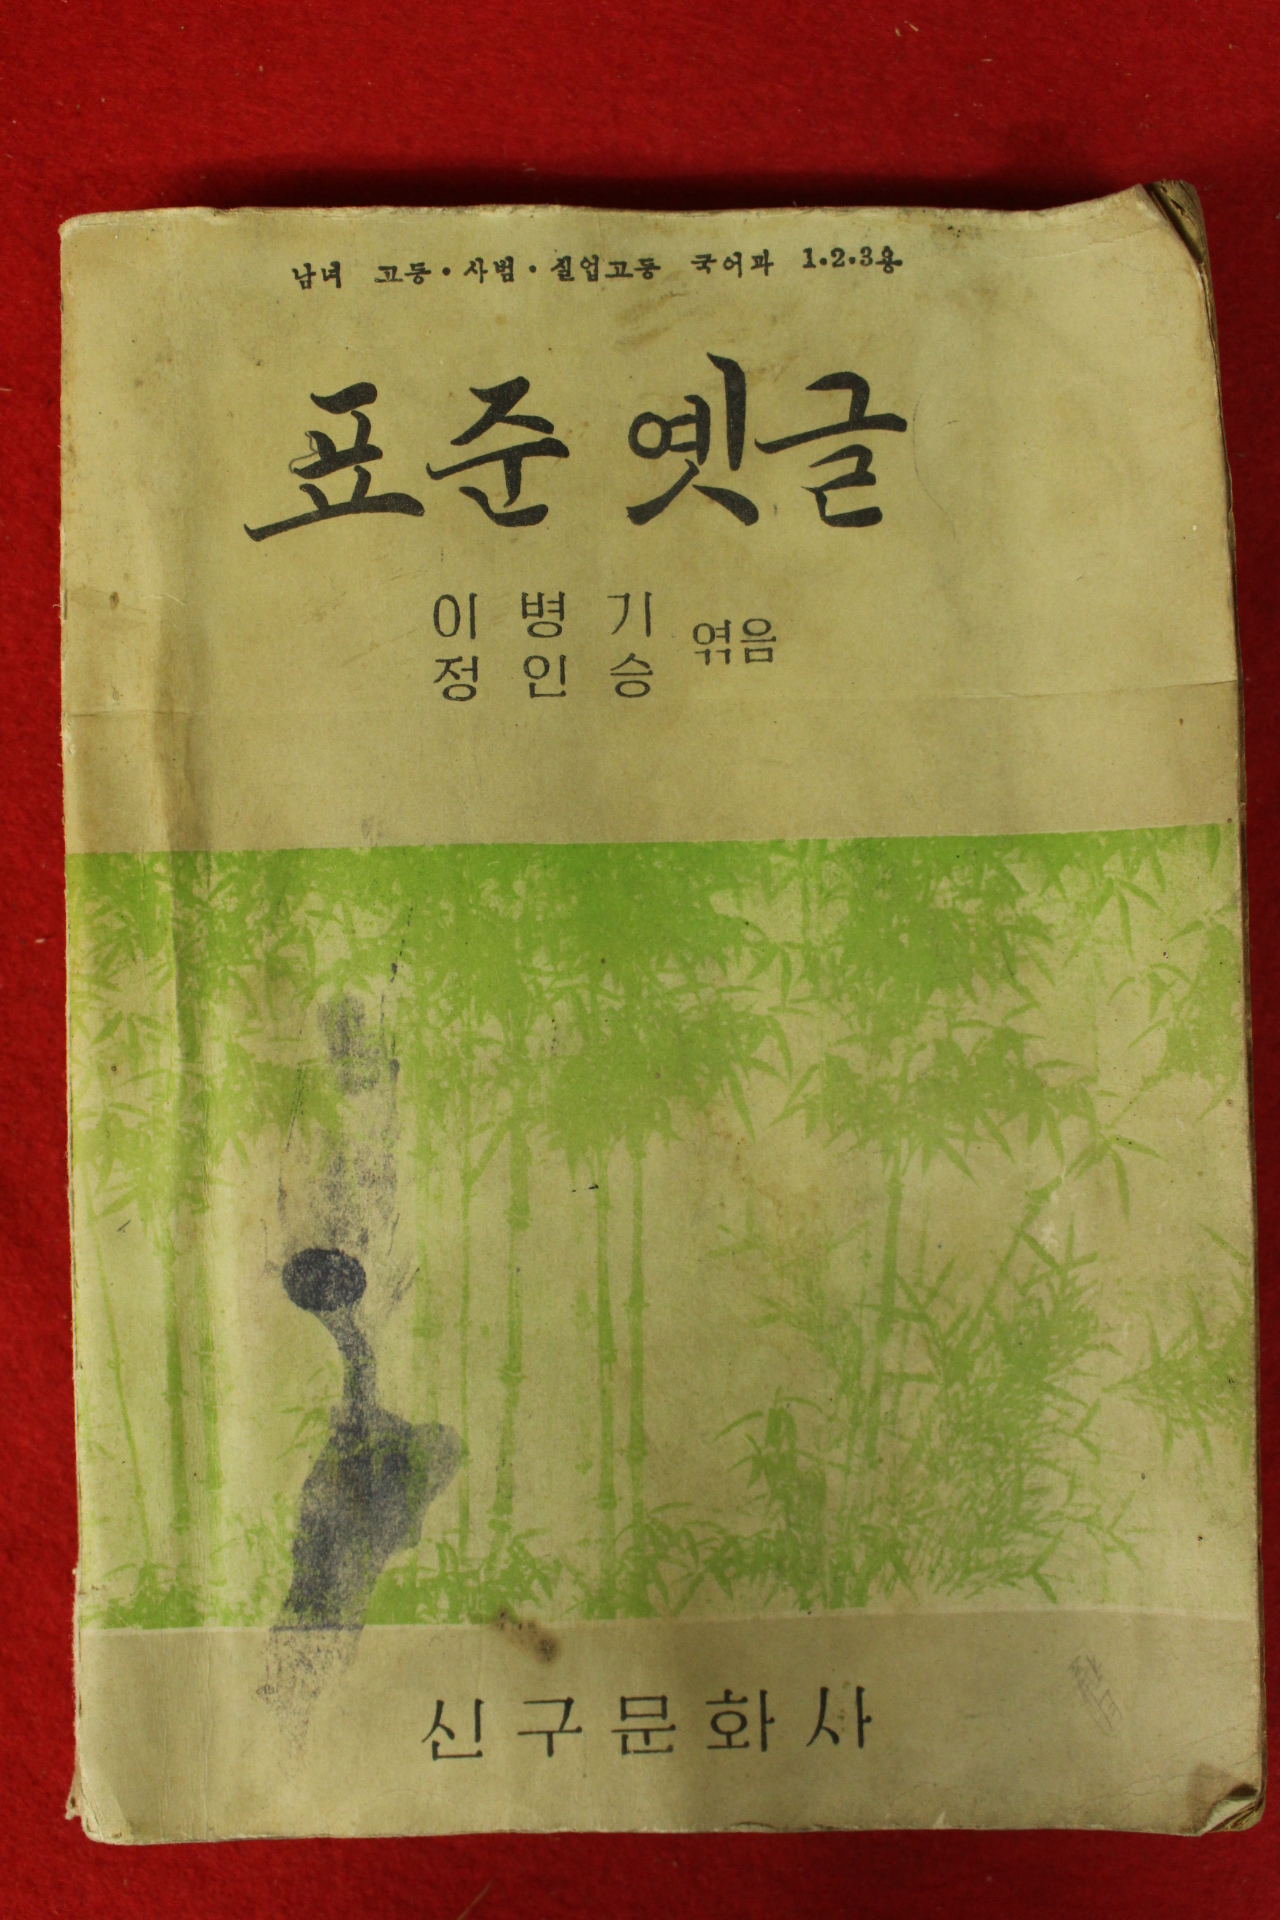 남녀 고등·사범·실업고등 국어과 1·2·3용
표준 옛글
이병기
정인승 엮음
신구문화사